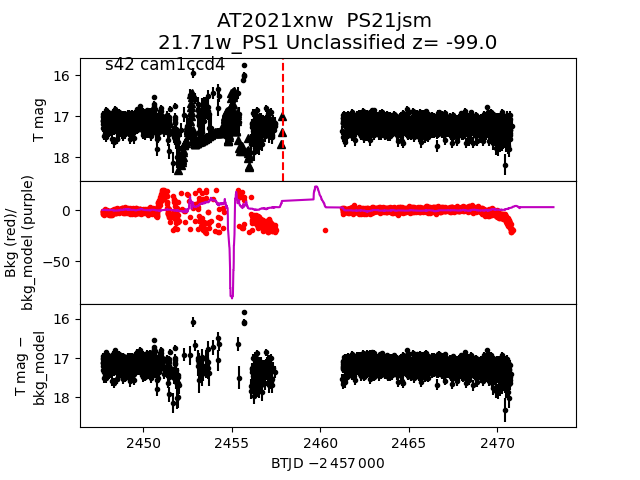 AT2021xnw  PS21jsm
21.71w_PS1 Unclassified z= -99.0
s42 cam1ccd4
16
17
18
T mag
0
−50
Bkg (red)/
bkg_model (purple)
16
17
18
T mag −
bkg_model
2450
2455
2460
2465
2470
BTJD −2 457 000